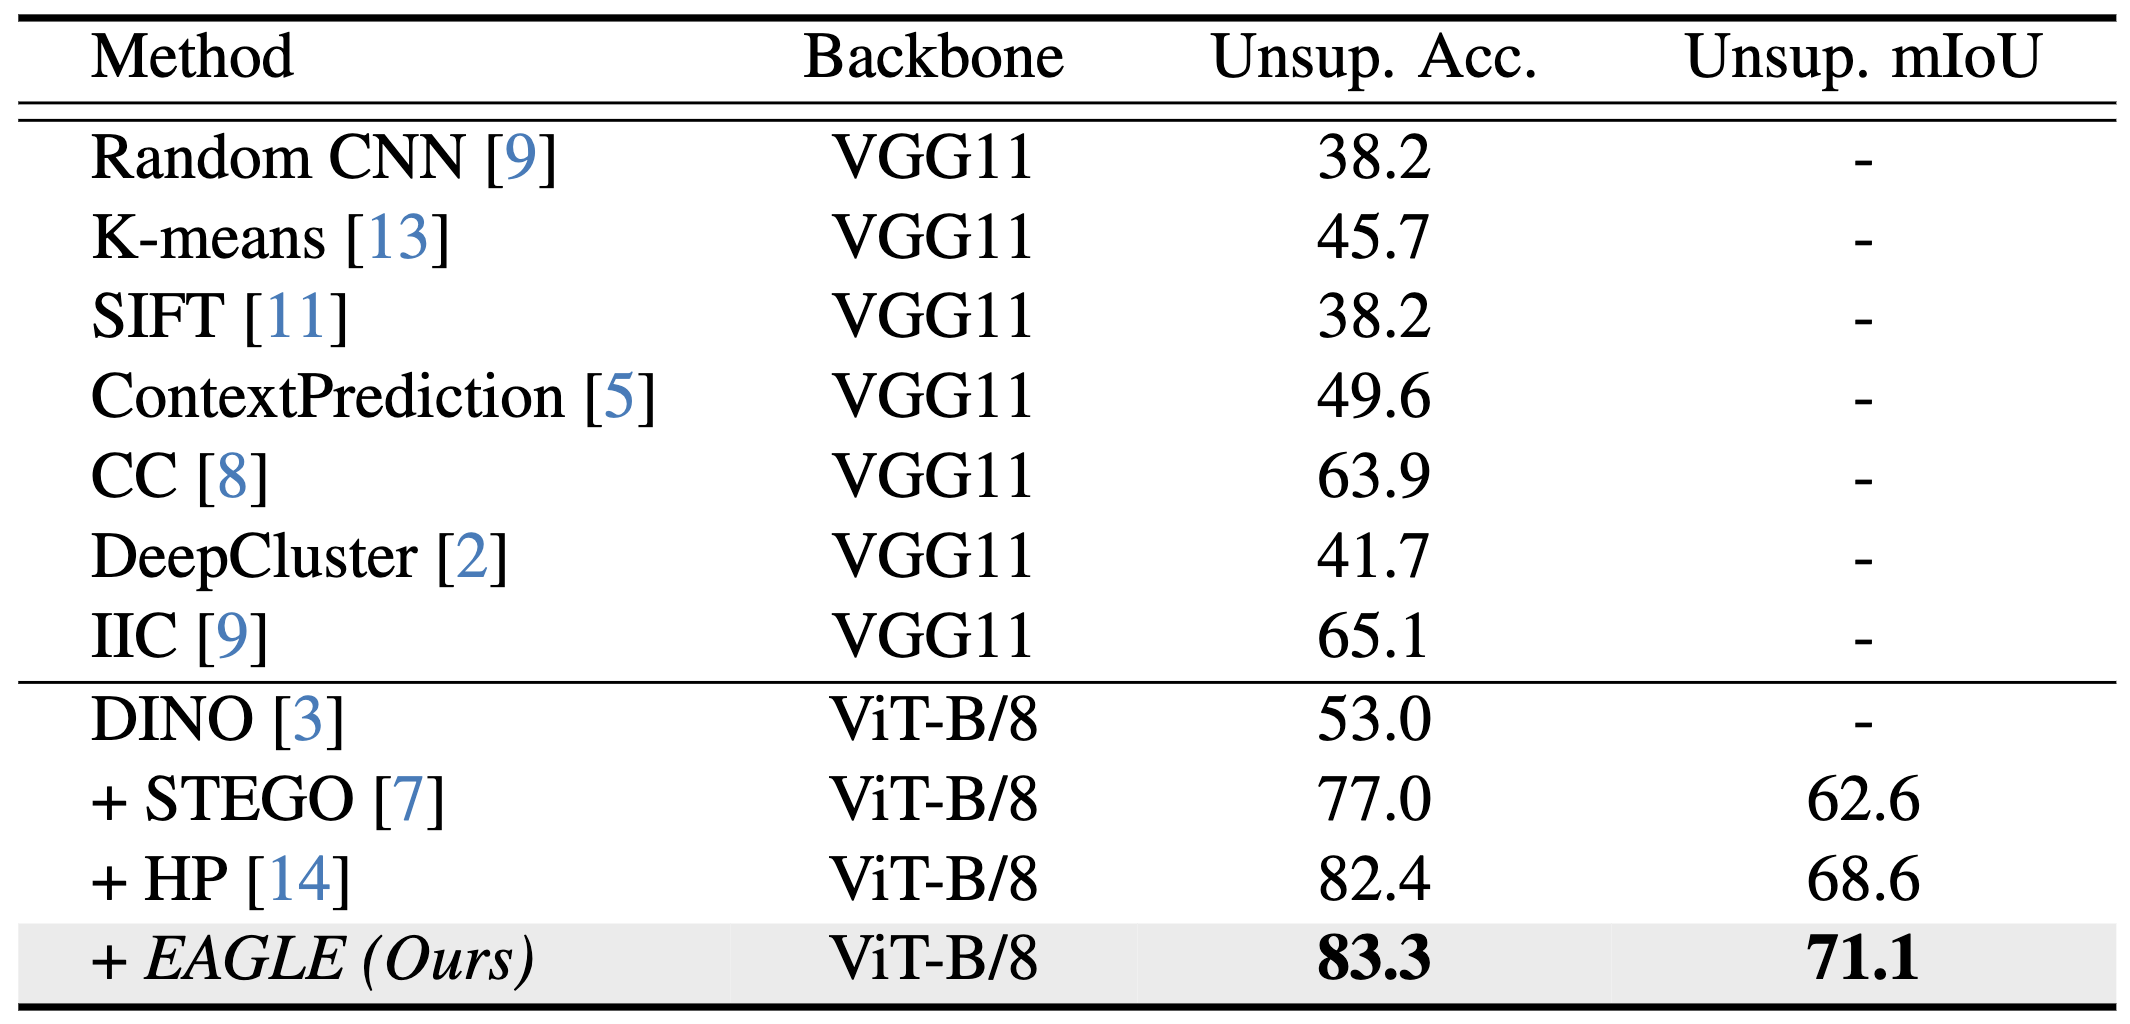 Method Backbone Unsup. Acc. Unsup. mIoU
Random CNN [9] VGG11 38.2 -
K-means [13] VGG11 45.7 -
SIFT [11] VGG11 38.2 -
ContextPrediction [5] VGG11 49.6 -
CC [8] VGG11 63.9 -
DeepCluster [2] VGG11 41.7 -
IIC [9] VGG11 65.1 -
DINO [3] ViT-B/8 53.0 -
+ STEGO [7] ViT-B/8 77.0 62.6
+ HP [14] ViT-B/8 82.4 68.6
+ EAGLE (Ours) ViT-B/8 83.3 71.1